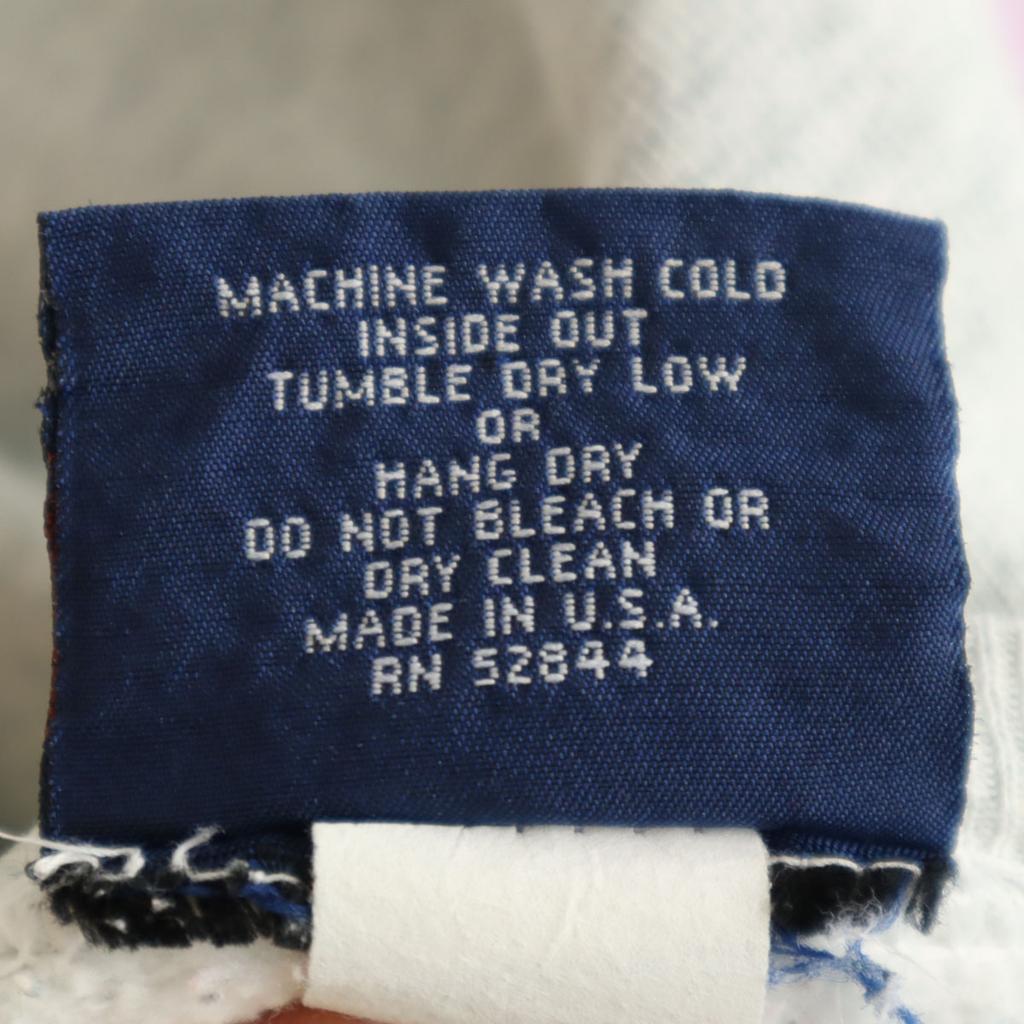 MACHINE WASH COLD
INSIDE OUT
TUMBLE DRY LOW
OR
HANG DRY
DO NOT BLEACH OR
DRY CLEAN
MADE IN U.S.A.
RN 52844